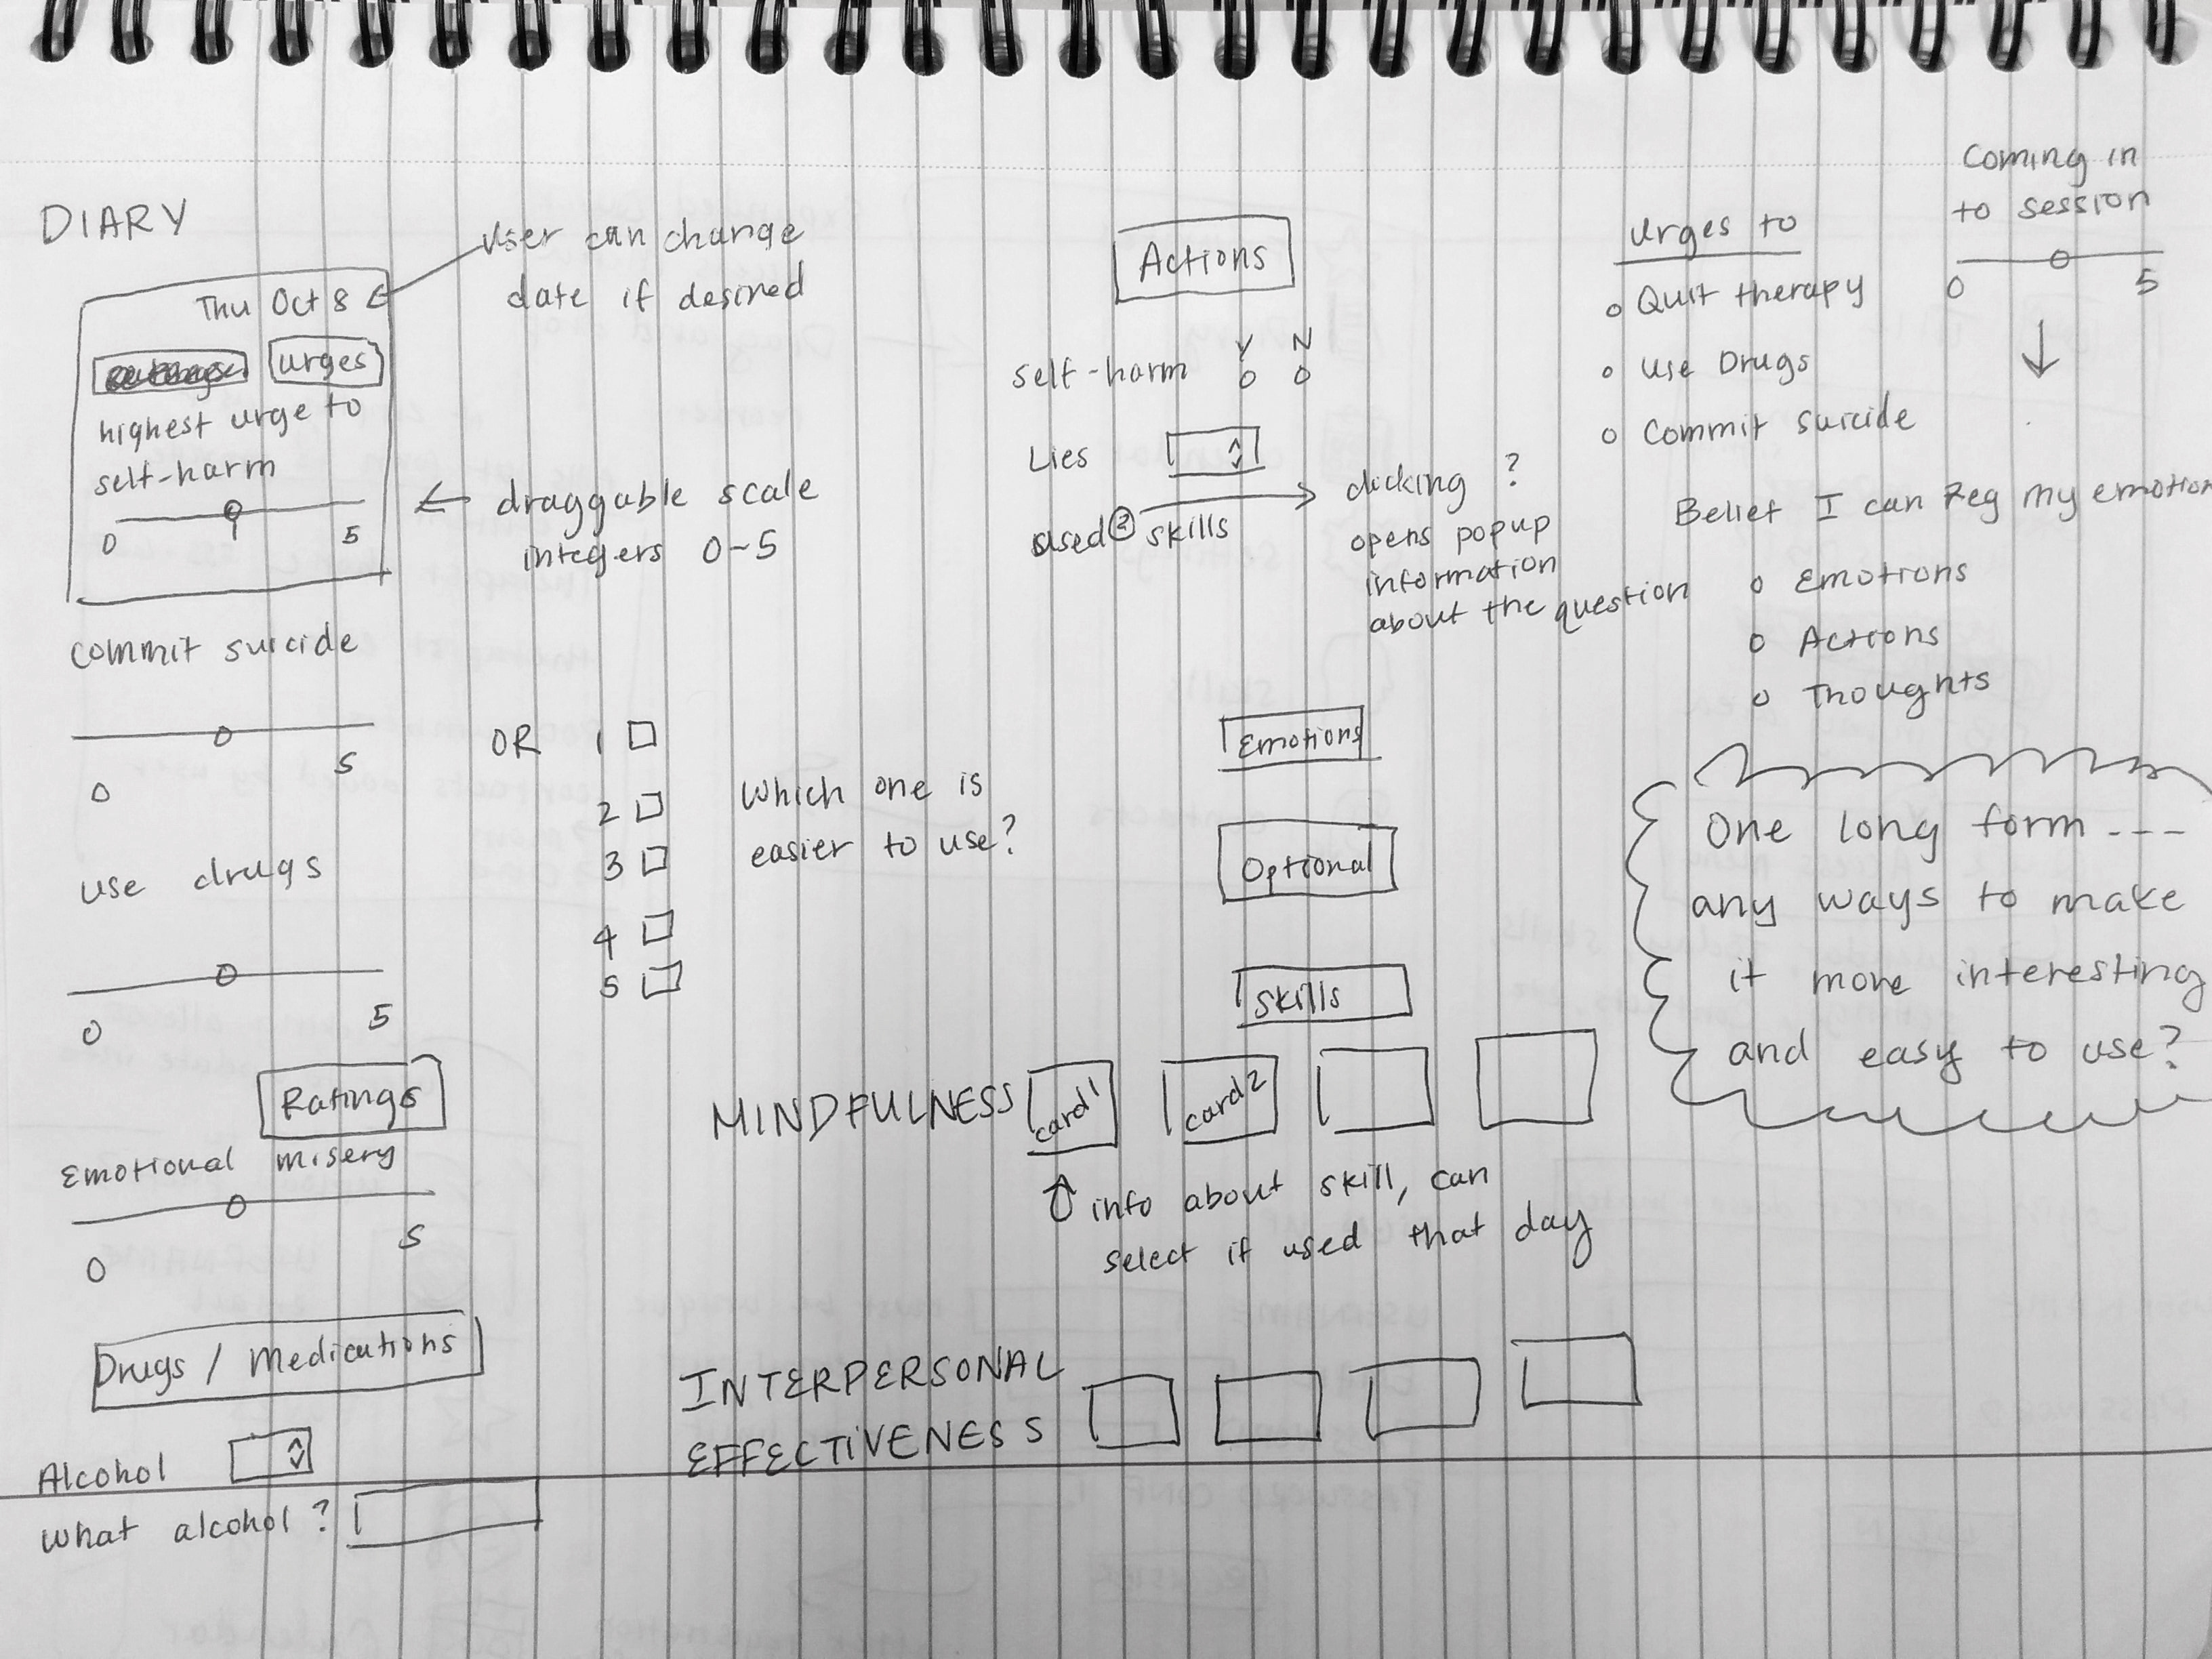 DIARY
Thu Oct 8
User can change
date if desired
urges
highest urge to
self-harm
0 5
draggable scale
integers 0-5
commit suicide
0 5
use drugs
0 5
OR 1
2
3
4
5
Which one is
easier to use?
Ratings
Emotional misery
0 5
Drugs / Medications
Alcohol
What alcohol?
Actions
Y N
self-harm
Lies
used ? skills
clicking ?
opens popup
information
about the question
Emotions
Optional
Skills
MINDFULNESS card 1 card 2
info about skill, can
select if used that day
INTERPERSONAL
EFFECTIVENESS
Urges to
Quit therapy
Use Drugs
Commit suicide
Coming in
to session
0 5
Belief I can Reg my emotion
Emotions
Actions
Thoughts
One long form ---
any ways to make
it more interesting
and easy to use?